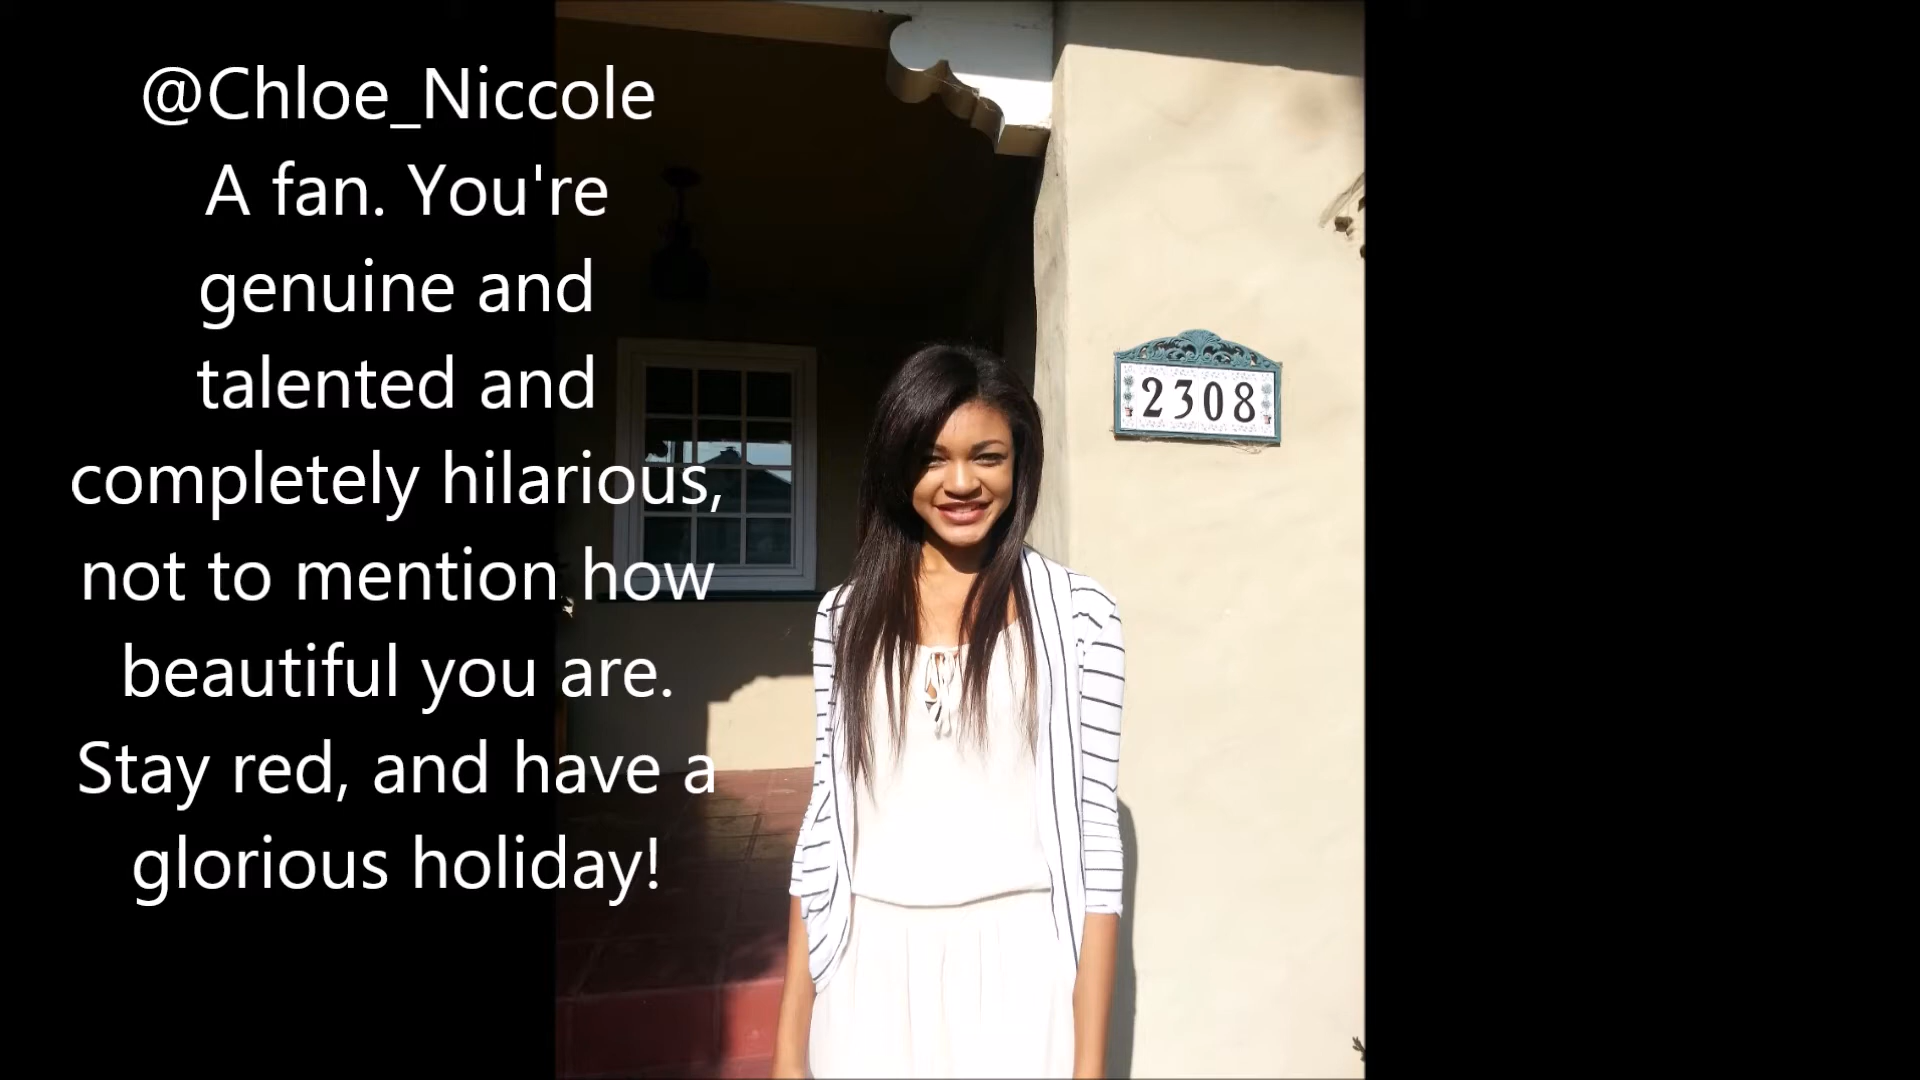 @Chloe_Niccole
A fan. You're
genuine and
talented and
completely hilarious,
not to mention how
beautiful you are.
Stay red, and have a
glorious holiday!
2308